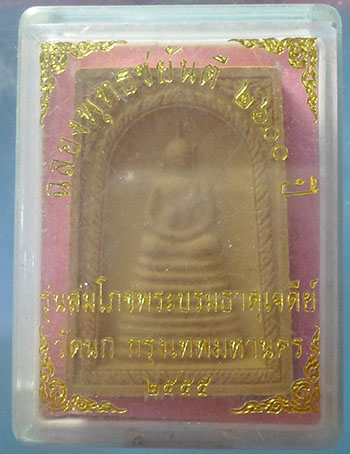 ฉลองพุทธชยันตี ๒๖๐๐ ปี
รุ่นสมโภชพระบรมธาตุเจดีย์
วัดนก กรุงเทพมหานคร
๒๕๕๕